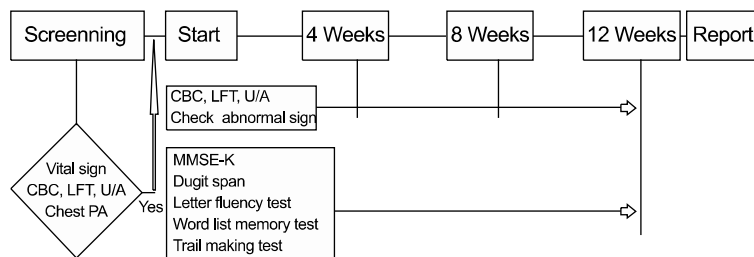 Screenning
Start
4 Weeks
8 Weeks
12 Weeks
Report
CBC, LFT, U/A
Check abnormal sign
Vital sign
CBC, LFT, U/A
Chest PA
Yes
MMSE-K
Dugit span
Letter fluency test
Word list memory test
Trail making test